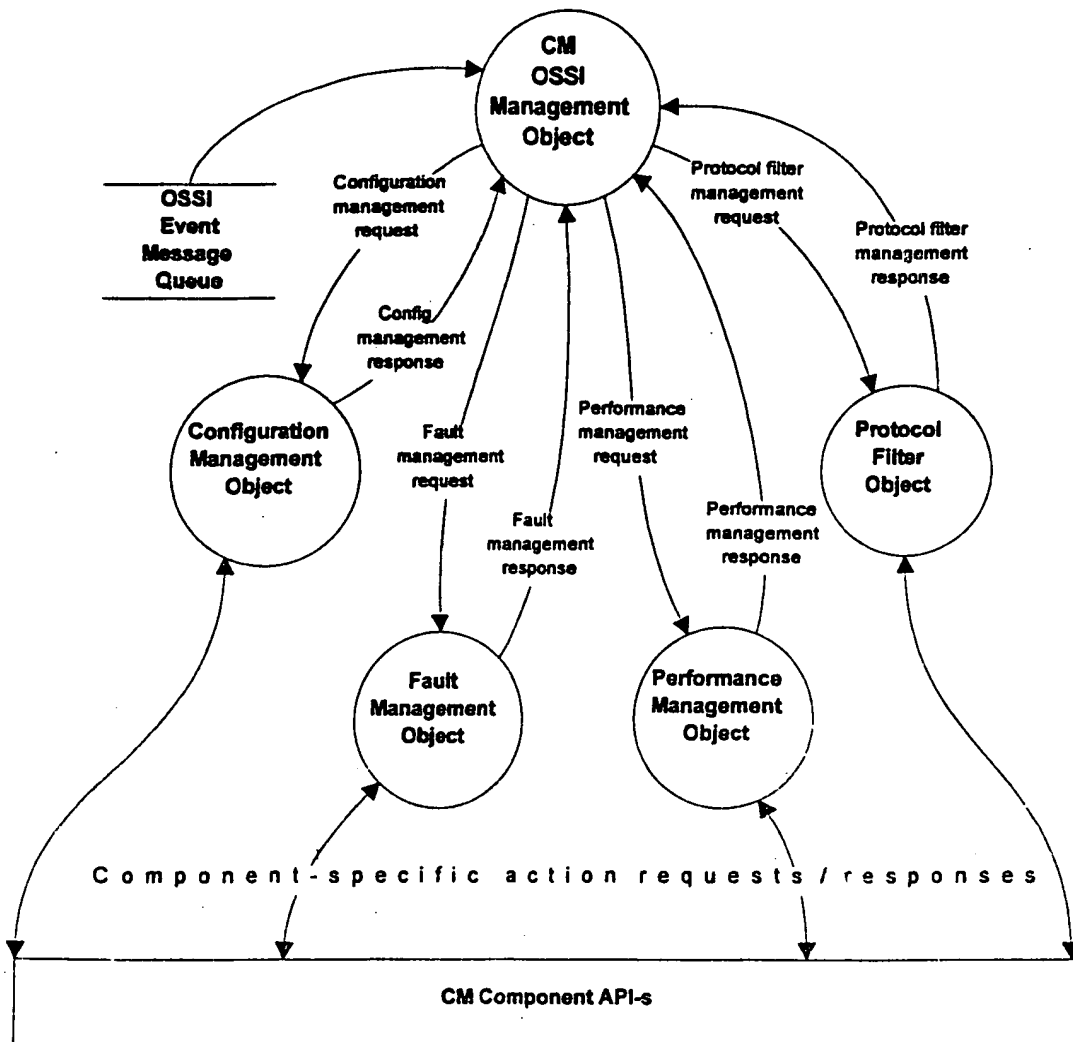 CM
OSSI
Management
Object
OSSI
Event
Message
Queue
Configuration
management
request
Config
management
response
Protocol filter
management
request
Protocol filter
management
response
Configuration
Management
Object
Fault
management
request
Fault
management
response
Performance
management
request
Performance
management
response
Protocol
Filter
Object
Fault
Management
Object
Performance
Management
Object
Component-specific action requests / responses
CM Component API-s